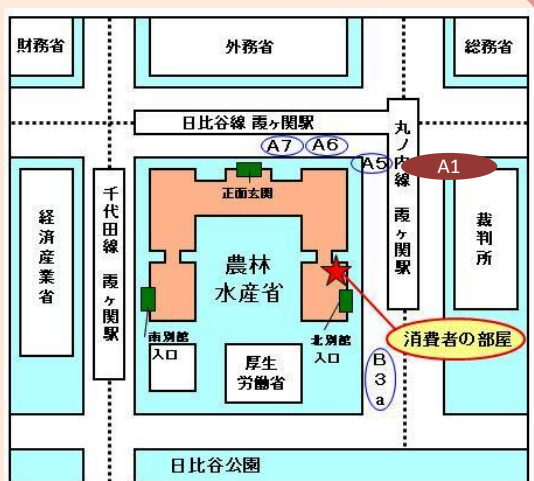 財務省
外務省
総務省
日比谷線 霞ヶ関駅
A7
A6
A5
A1
丸ノ内線 霞ヶ関駅
千代田線 霞ヶ関駅
経済産業省
正面玄関
裁判所
農林
水産省
南別館
入口
北別館
入口
消費者の部屋
厚生
労働省
B3a
日比谷公園